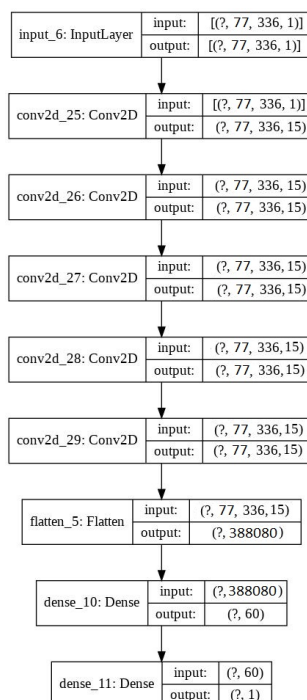 input_6: InputLayer
input: [(?, 77, 336, 1)]
output: [(?, 77, 336, 1)]
conv2d_25: Conv2D
input: [(?, 77, 336, 1)]
output: (?, 77, 336, 15)
conv2d_26: Conv2D
input: (?, 77, 336, 15)
output: (?, 77, 336, 15)
conv2d_27: Conv2D
input: (?, 77, 336,15)
output: (?, 77, 336,15)
conv2d_28: Conv2D
input: (?, 77, 336,15)
output: (?, 77, 336,15)
conv2d_29: Conv2D
input: (?, 77, 336,15)
output: (?, 77, 336,15)
flatten_5: Flatten
input: (?, 77, 336,15)
output: (?, 388080)
dense_10: Dense
input: (?,388080)
output: (?, 60)
dense_11: Dense
input: (?, 60)
output: (?, 1)